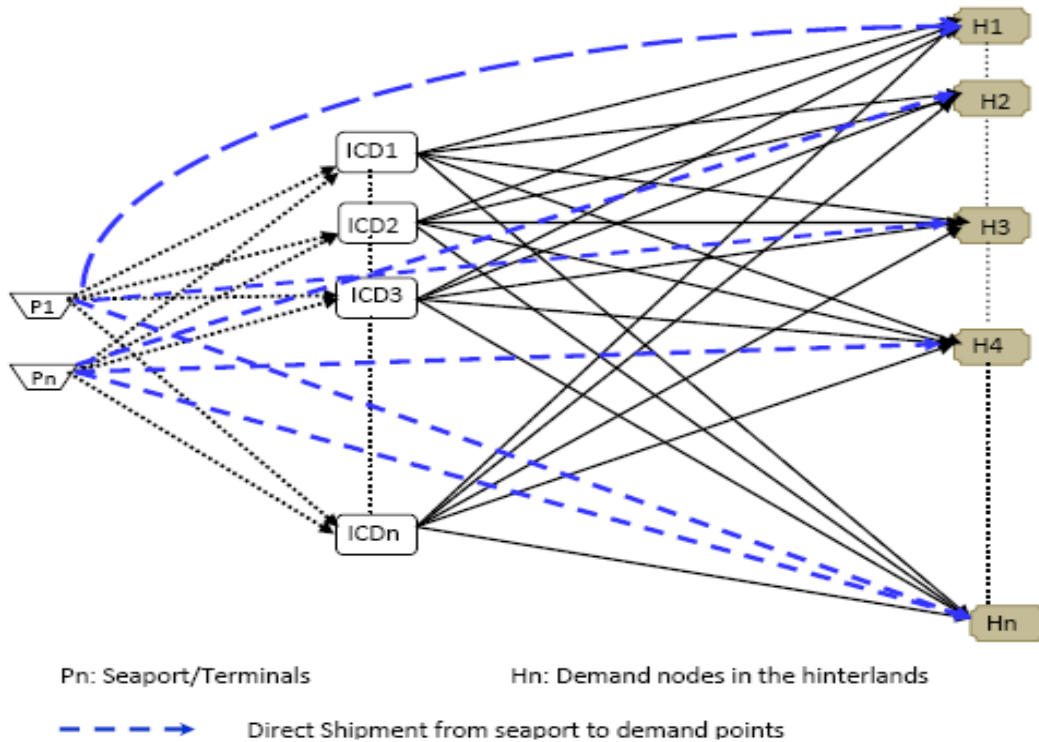 H1
H2
ICD1
ICD2
H3
ICD3
P1
H4
Pn
ICDn
Hn
Pn: Seaport/Terminals
Hn: Demand nodes in the hinterlands
Direct Shipment from seaport to demand points